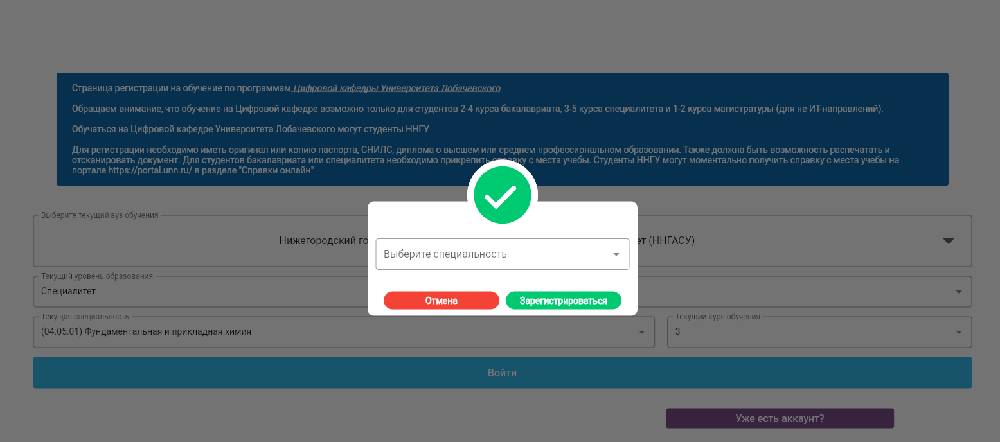 Страница регистрации на обучение по программам Цифровой кафедры Университета Лобачевского
Обращаем внимание, что обучение на Цифровой кафедре возможно только для студентов 2-4 курса бакалавриата, 3-5 курса специалитета и 1-2 курса магистратуры (для не ИТ-направлений).
Обучаться на Цифровой кафедре Университета Лобачевского могут студенты ННГУ
Для регистрации необходимо иметь оригинал или копию паспорта, СНИЛС, диплома о высшем или среднем профессиональном образовании. Также должна быть возможность распечатать и
отсканировать документ. Для студентов бакалавриата или специалитета необходимо прикрепить справку с места учебы. Студенты ННГУ могут моментально получить справку с места учебы на
портале https://portal.unn.ru/ в разделе "Справки онлайн"
Выберите текущий вуз обучения
Нижегородский го
ет (ННГАСУ)
Выберите специальность
Текущий уровень образования
Специалитет
Отмена
Зарегистрироваться
Текущая специальность
Текущий курс обучения
(04.05.01) Фундаментальная и прикладная химия
3
Войти
Уже есть аккаунт?